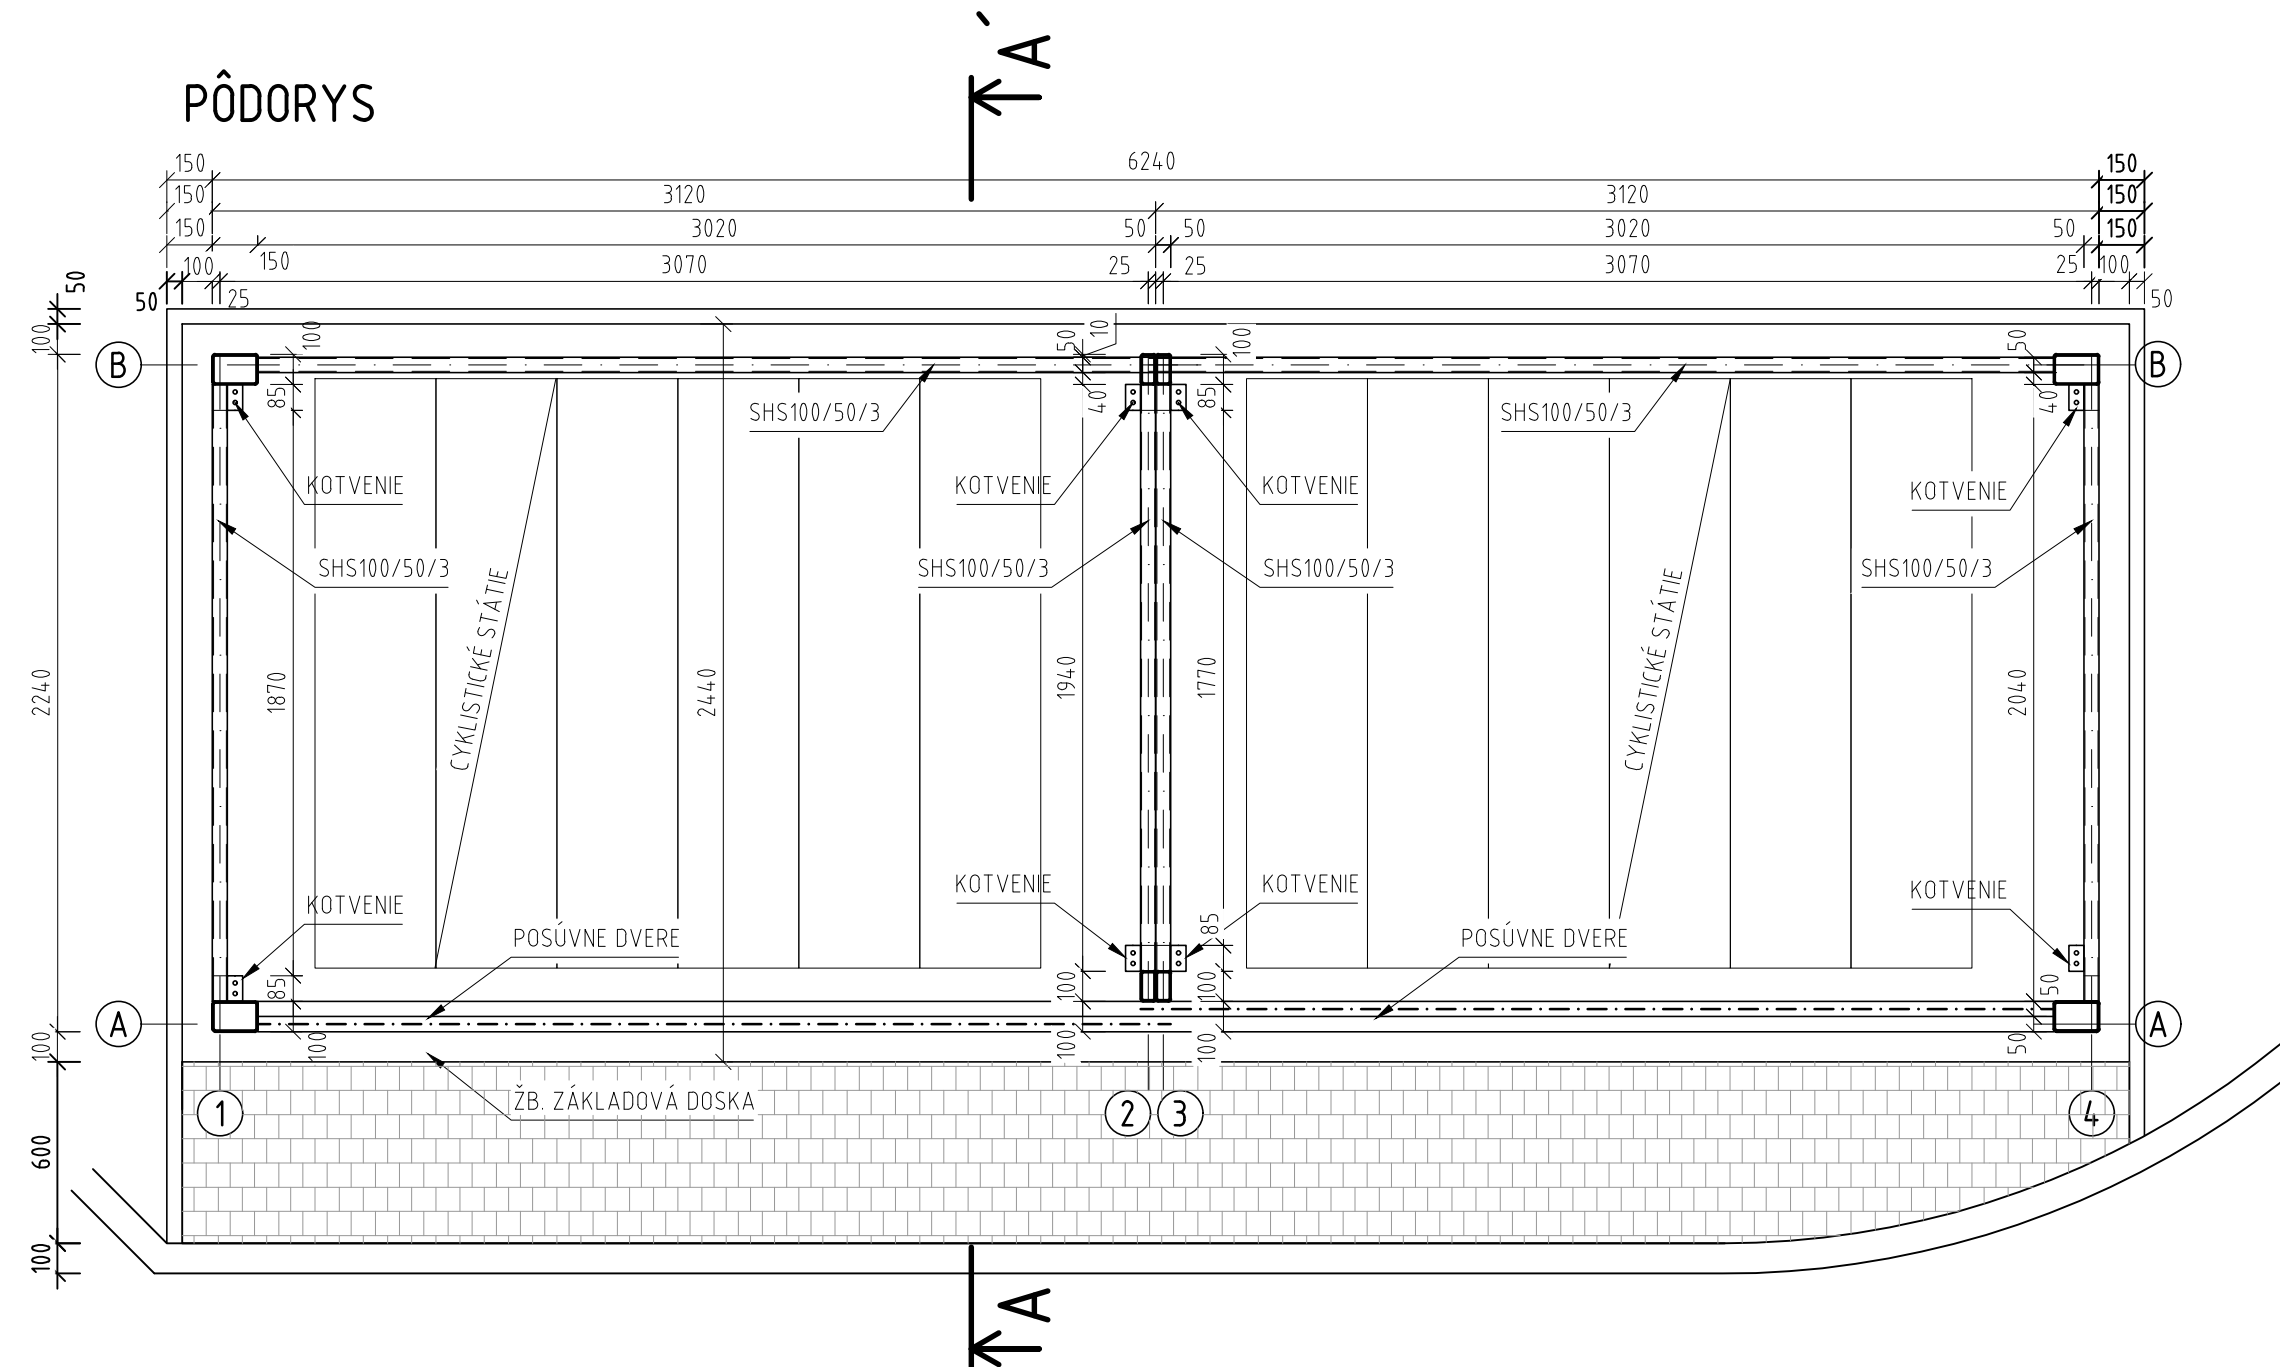 A`
PÔDORYS
150 6240 150
150 3120 3120 150
150 3020 50 50 3020 50 150
50 100 150 3070 25 25 3070 25 100
50 25 50
100 100 50 10 100 50
B B
85 40 85 40
SHS100/50/3 SHS100/50/3
KOTVENIE KOTVENIE KOTVENIE KOTVENIE
SHS100/50/3 SHS100/50/3 SHS100/50/3 SHS100/50/3
CYKLISTICKÉ STÁTIE CYKLISTICKÉ STÁTIE
2240 1870 2440 1940 1770 2040
KOTVENIE KOTVENIE KOTVENIE KOTVENIE
85
POSÚVNE DVERE POSÚVNE DVERE
85 100 100 50
A A
100 100 100 100 50
ŽB. ZÁKLADOVÁ DOSKA
1 2 3 4
600
100
A